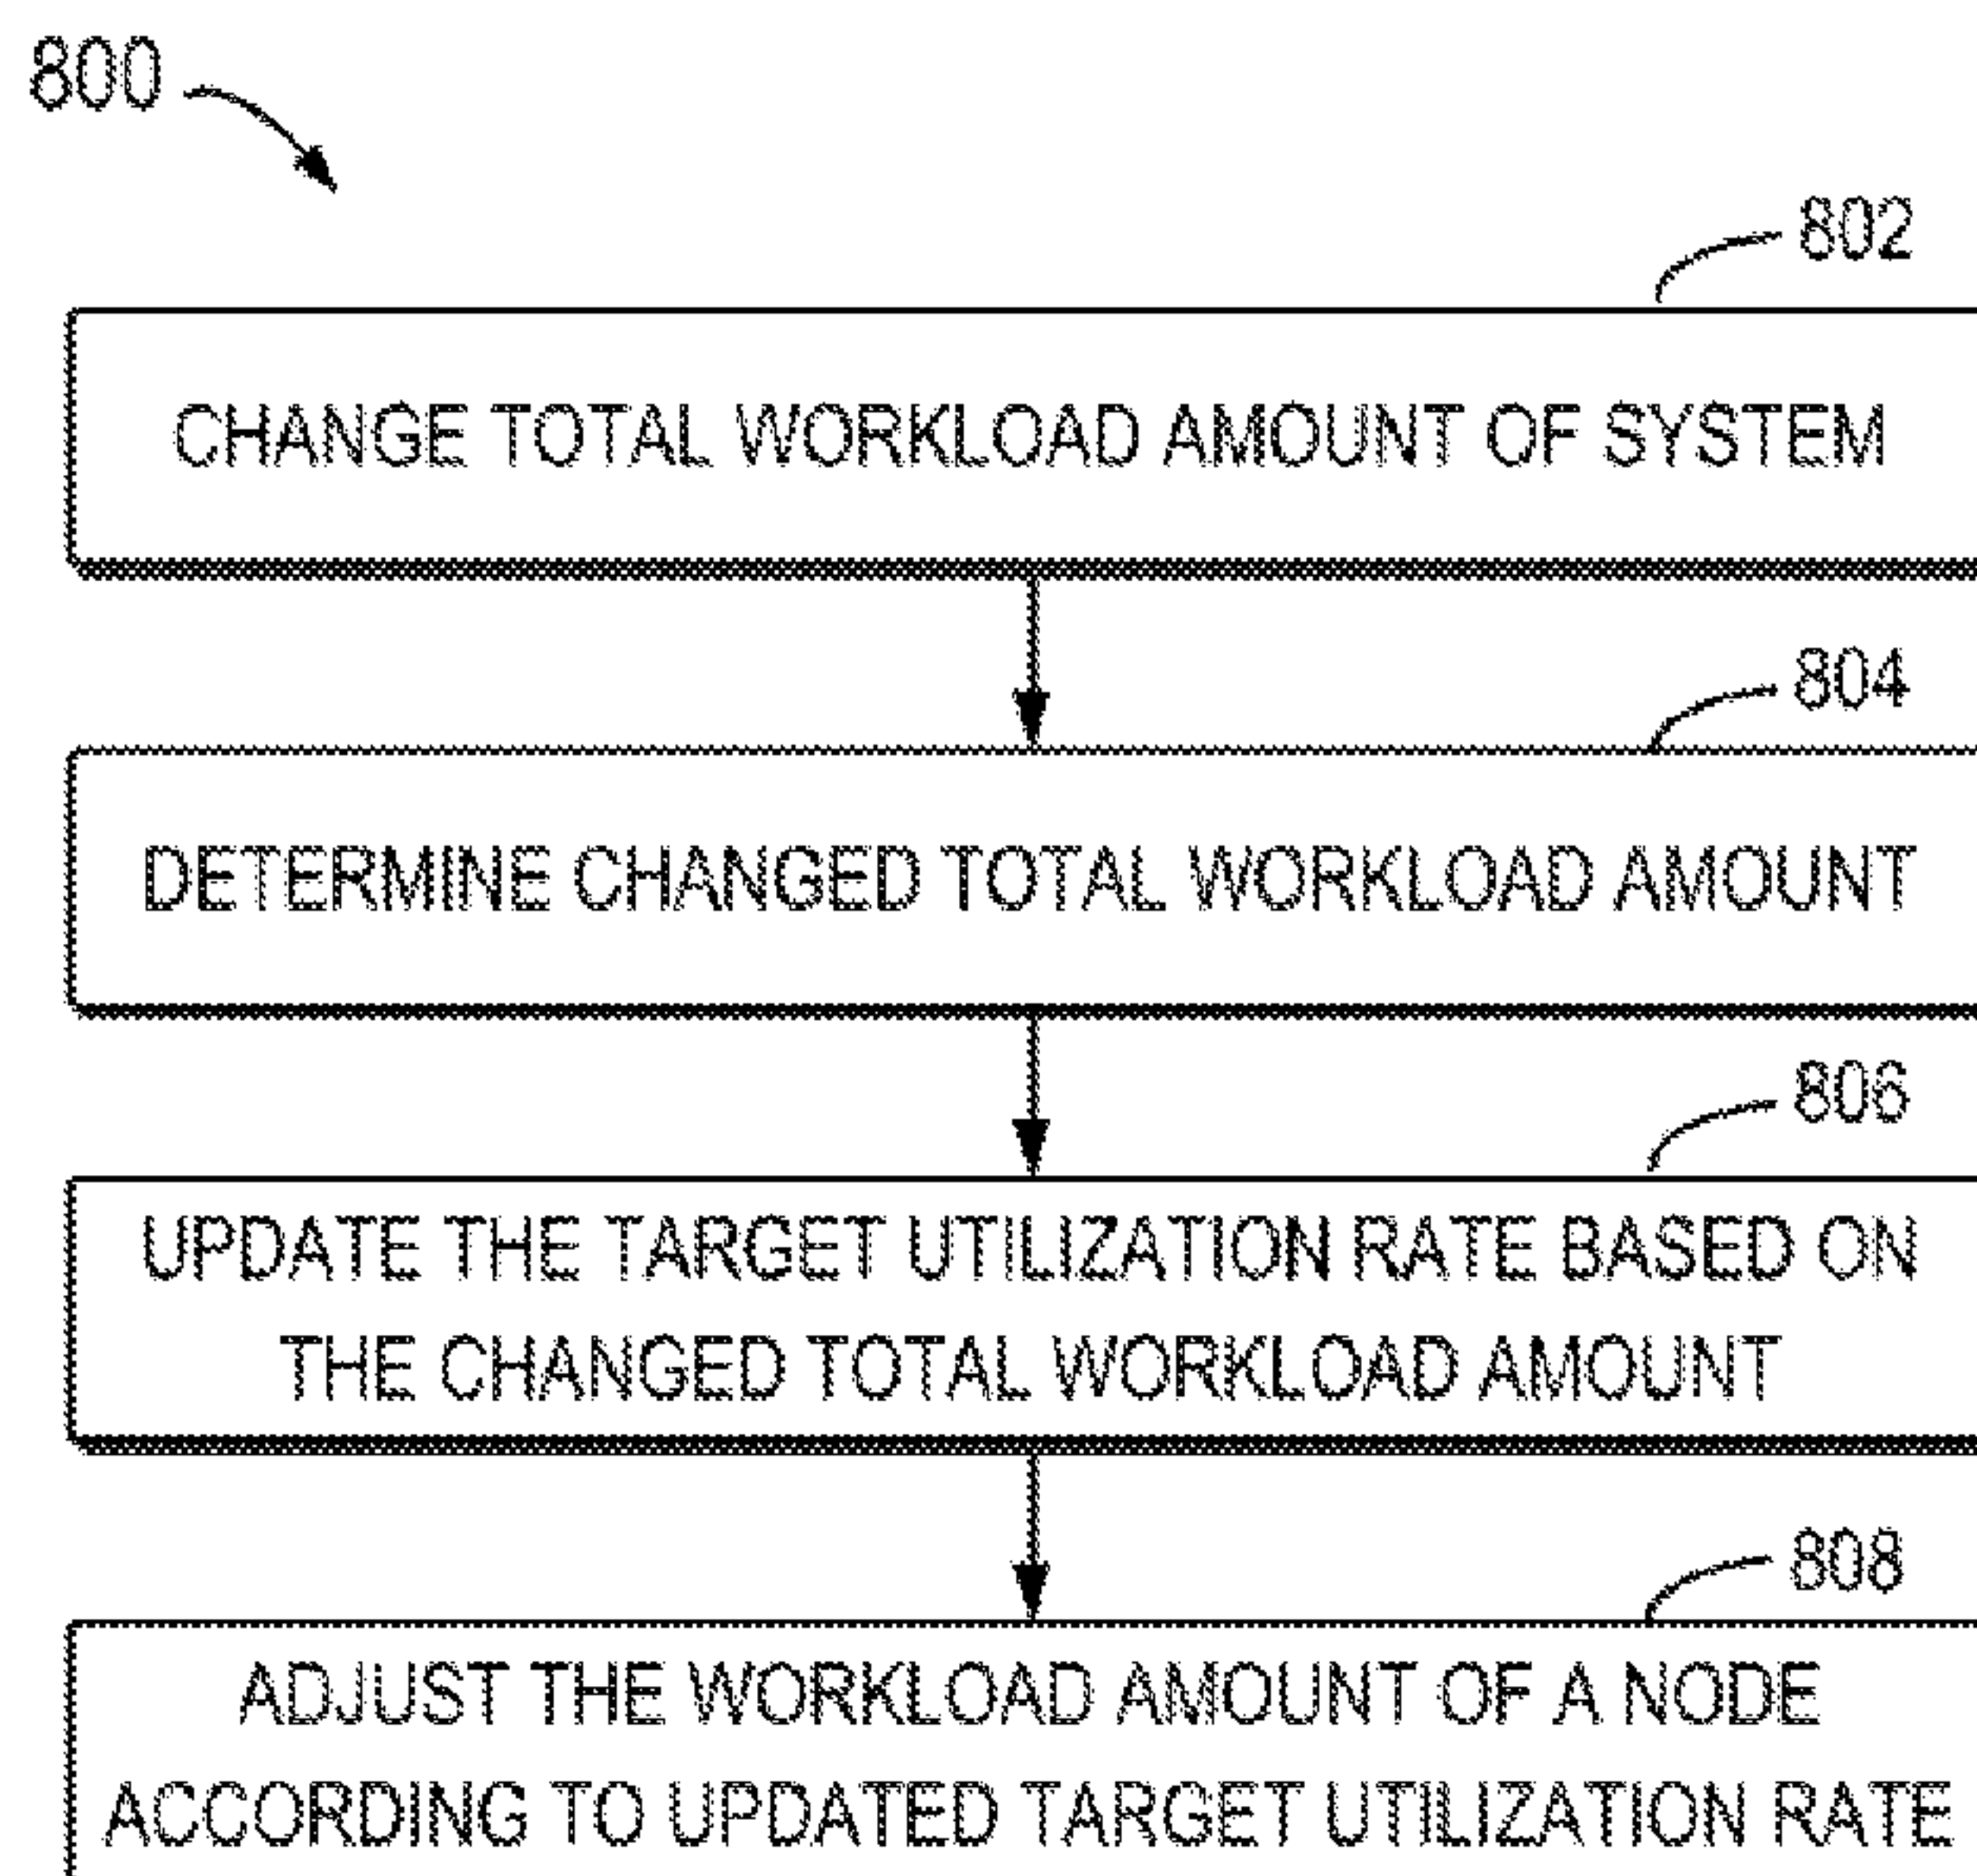 800
802
CHANGE TOTAL WORKLOAD AMOUNT OF SYSTEM
804
DETERMINE CHANGED TOTAL WORKLOAD AMOUNT
806
UPDATE THE TARGET UTILIZATION RATE BASED ON
THE CHANGED TOTAL WORKLOAD AMOUNT
808
ADJUST THE WORKLOAD AMOUNT OF A NODE
ACCORDING TO UPDATED TARGET UTILIZATION RATE